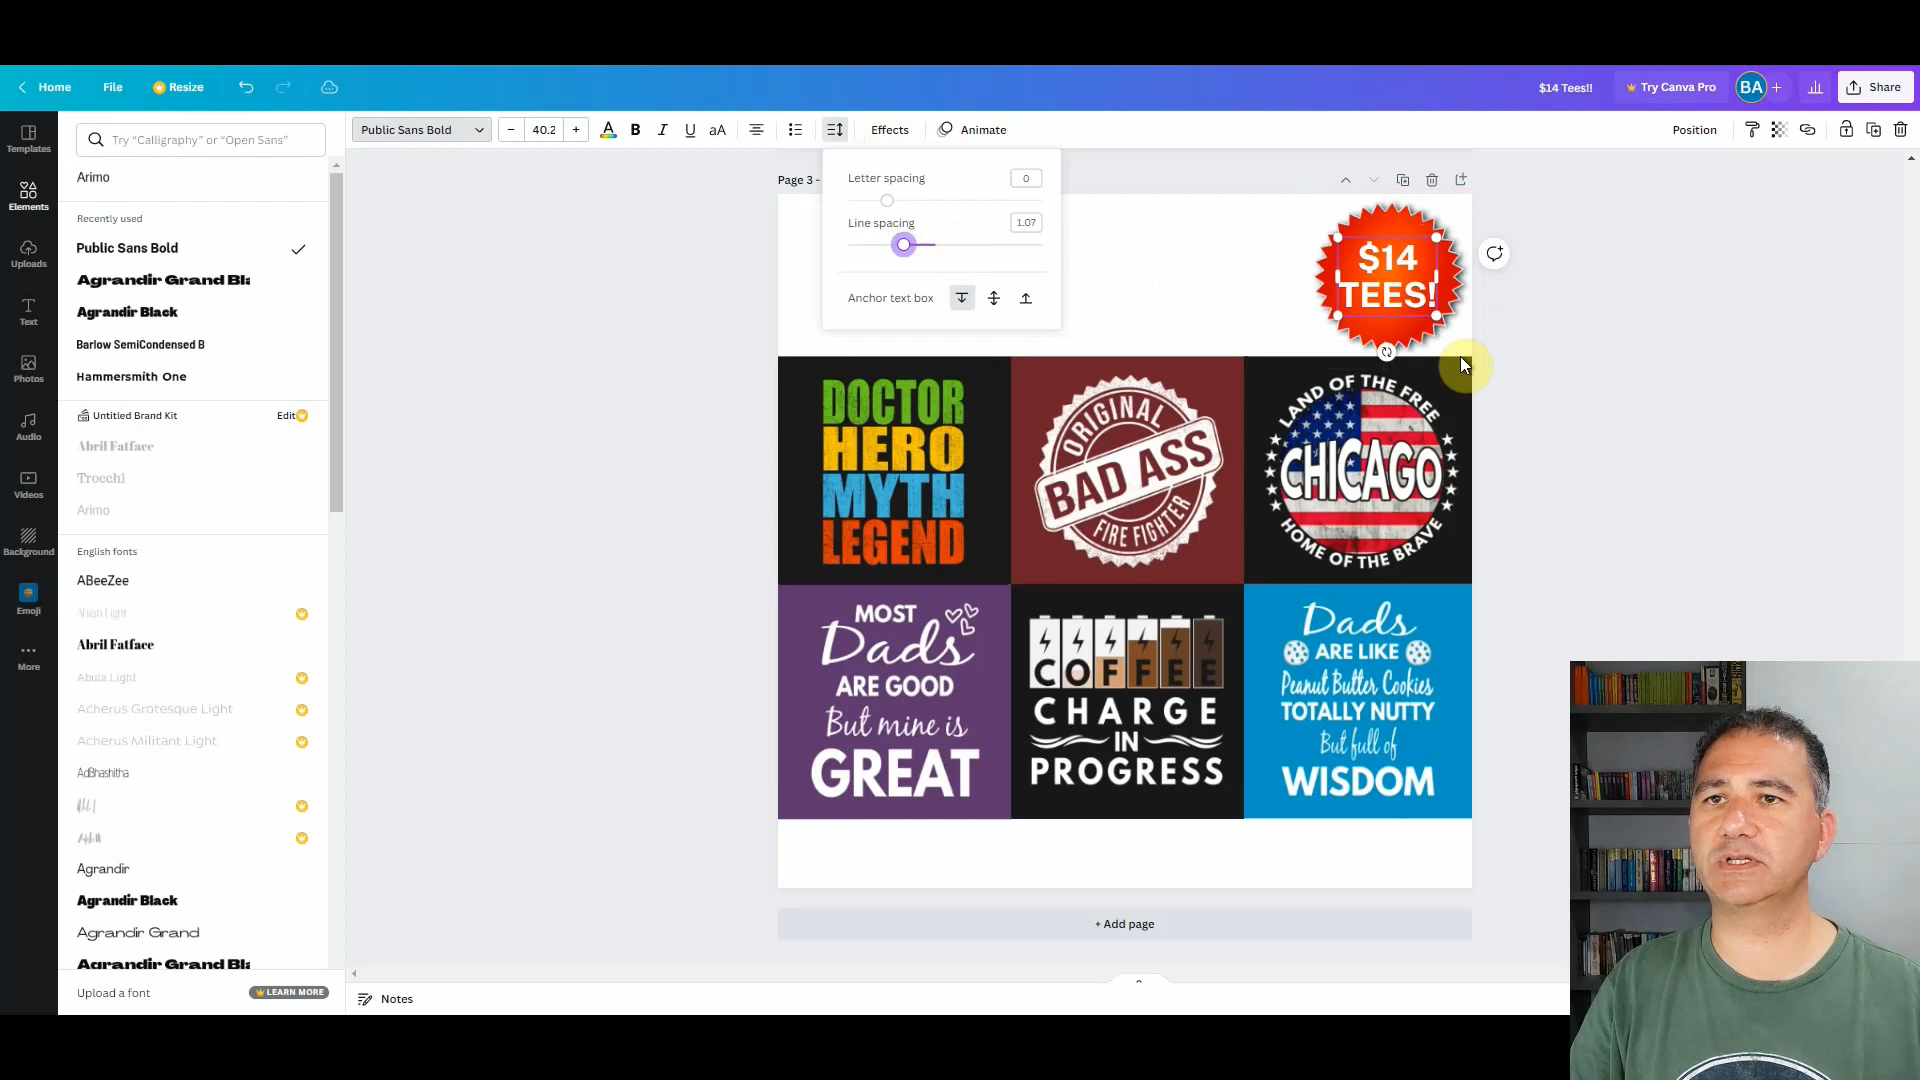 Home
File
Resize
$14 Tees!!
Try Canva Pro
BA
Share
Templates
Elements
Uploads
Text
Photos
Audio
Videos
Background
Emoji
More
Try “Calligraphy” or “Open Sans”
Arimo
Recently used
Public Sans Bold
Agrandir Grand Bla
Agrandir Black
Barlow SemiCondensed B
Hammersmith One
Untitled Brand Kit
Edit
Abril Fatface
Trocchi
Arimo
English fonts
ABeeZee
Abiah Light
Abril Fatface
Abula Light
Acherus Grotesque Light
Acherus Militant Light
AdBhashitha
Agrandir
Agrandir Black
Agrandir Grand
Agrandir Grand Bla
Upload a font
LEARN MORE
Public Sans Bold
40.2
B
I
U
aA
Effects
Animate
Position
Letter spacing
0
Line spacing
1.07
Anchor text box
Page 3 -
$14
TEES!
DOCTOR
HERO
MYTH
LEGEND
ORIGINAL
BAD ASS
FIRE FIGHTER
LAND OF THE FREE
CHICAGO
HOME OF THE BRAVE
MOST
Dads
ARE GOOD
But mine is
GREAT
COFFEE
CHARGE
IN
PROGRESS
Dads
ARE LIKE
Peanut Butter Cookies
TOTALLY NUTTY
But full of
WISDOM
+ Add page
Notes